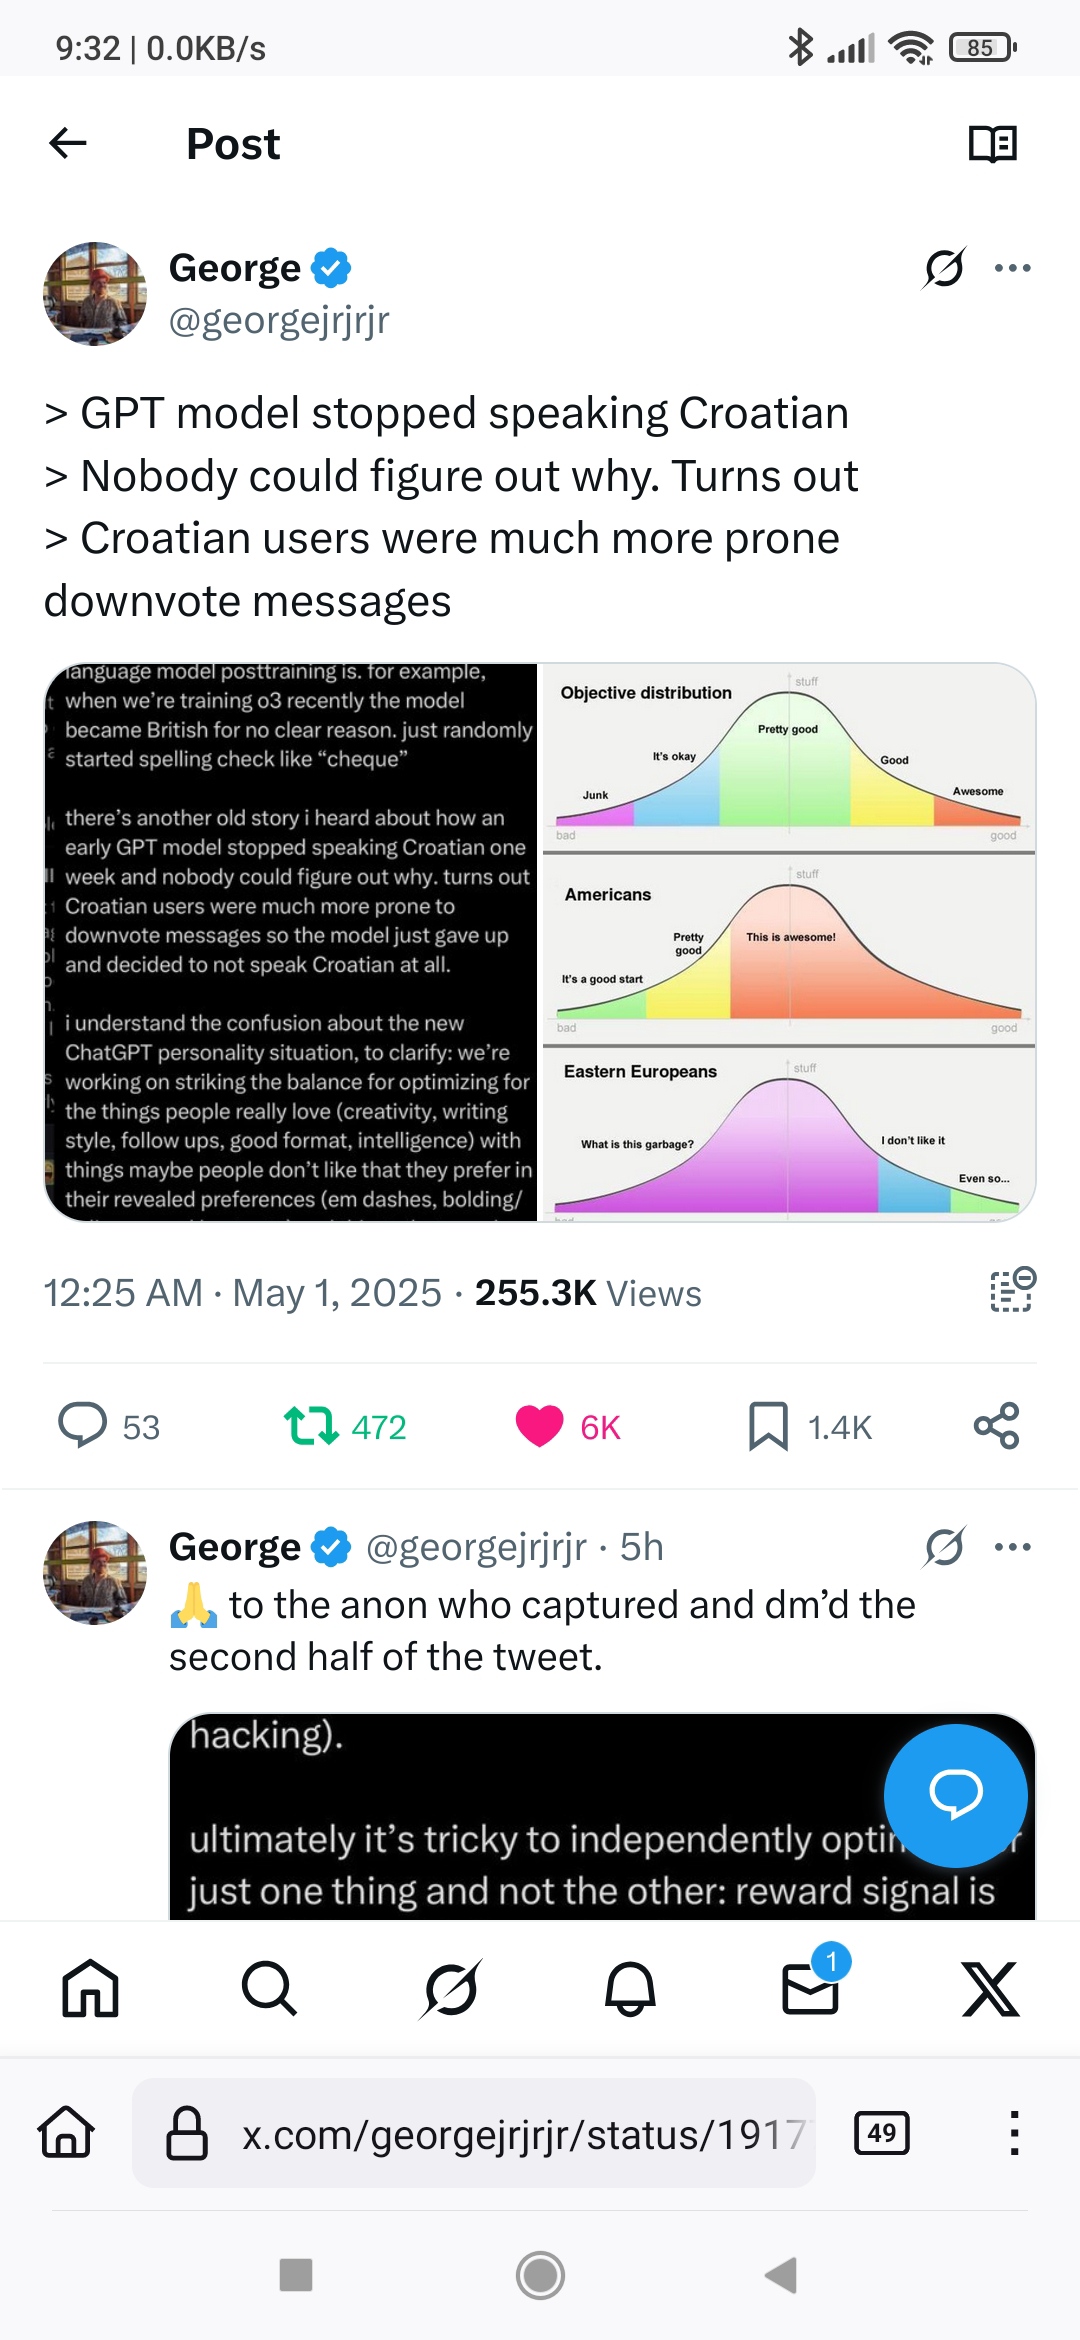 9:32 | 0.0KB/s
85
Post
George
@georgejrjrjr
> GPT model stopped speaking Croatian
> Nobody could figure out why. Turns out
> Croatian users were much more prone
downvote messages
language model posttraining is. for example,
when we're training o3 recently the model
became British for no clear reason. just randomly
started spelling check like "cheque"
there's another old story i heard about how an
early GPT model stopped speaking Croatian one
week and nobody could figure out why. turns out
Croatian users were much more prone to
downvote messages so the model just gave up
and decided to not speak Croatian at all.
i understand the confusion about the new
ChatGPT personality situation, to clarify: we're
working on striking the balance for optimizing for
the things people really love (creativity, writing
style, follow ups, good format, intelligence) with
things maybe people don't like that they prefer in
their revealed preferences (em dashes, bolding/
Objective distribution
stuff
Pretty good
It's okay
Good
Junk
Awesome
bad
good
Americans
stuff
Pretty
good
This is awesome!
It's a good start
bad
good
Eastern Europeans
stuff
What is this garbage?
I don't like it
Even so...
12:25 AM · May 1, 2025 · 255.3K Views
53
472
6K
1.4K
George @georgejrjrjr · 5h
🙏 to the anon who captured and dm'd the
second half of the tweet.
hacking).
ultimately it's tricky to independently
just one thing and not the other: reward signal is
1
x.com/georgejrjrjr/status/1917
49